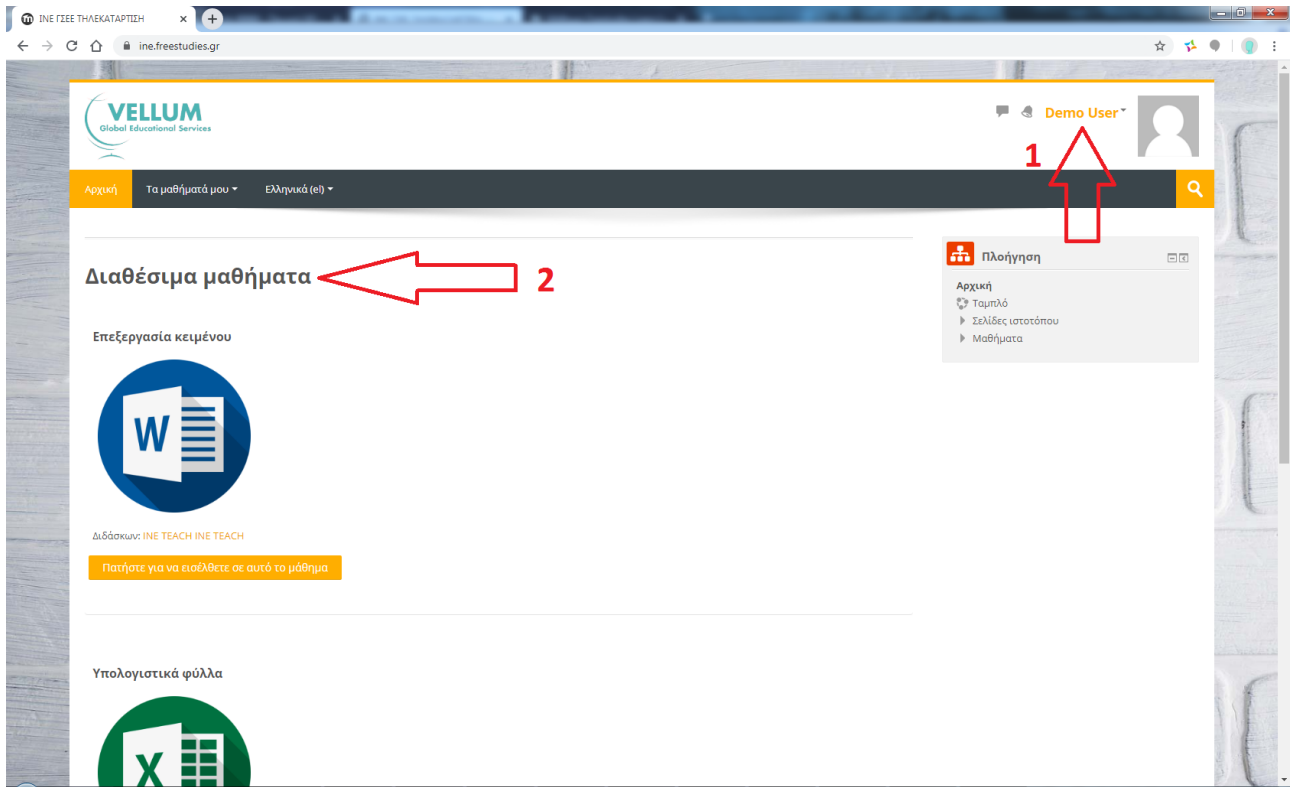 ΙΝΕ ΓΣΕΕ ΤΗΛΕΚΑΤΑΡΤΙΣΗ
ine.freestudies.gr
VELLUM
Global Educational Services
Demo User
1
Αρχική Τα μαθήματά μου Ελληνικά (el)
Διαθέσιμα μαθήματα
2
Πλοήγηση
Αρχική
Ταμπλό
Σελίδες ιστοτόπου
Μαθήματα
Επεξεργασία κειμένου
W
Διδάσκων: INE TEACH INE TEACH
Πατήστε για να εισέλθετε σε αυτό το μάθημα
Υπολογιστικά φύλλα
X